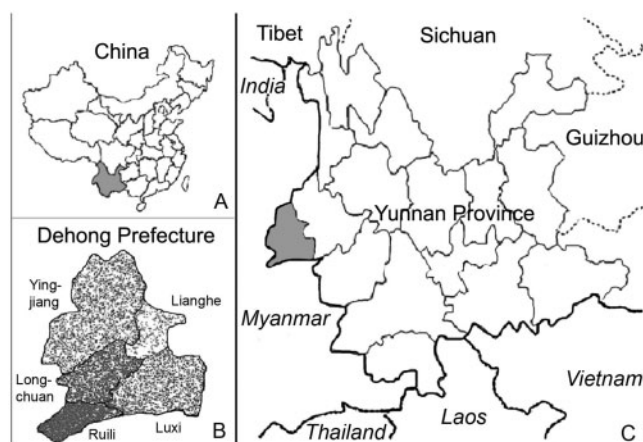 China
A
Dehong Prefecture
Ying-
jiang
Lianghe
Long-
chuan
Ruili
Luxi
B
Tibet
Sichuan
India
Guizhou
Yunnan Province
Myanmar
Vietnam
Laos
Thailand
C